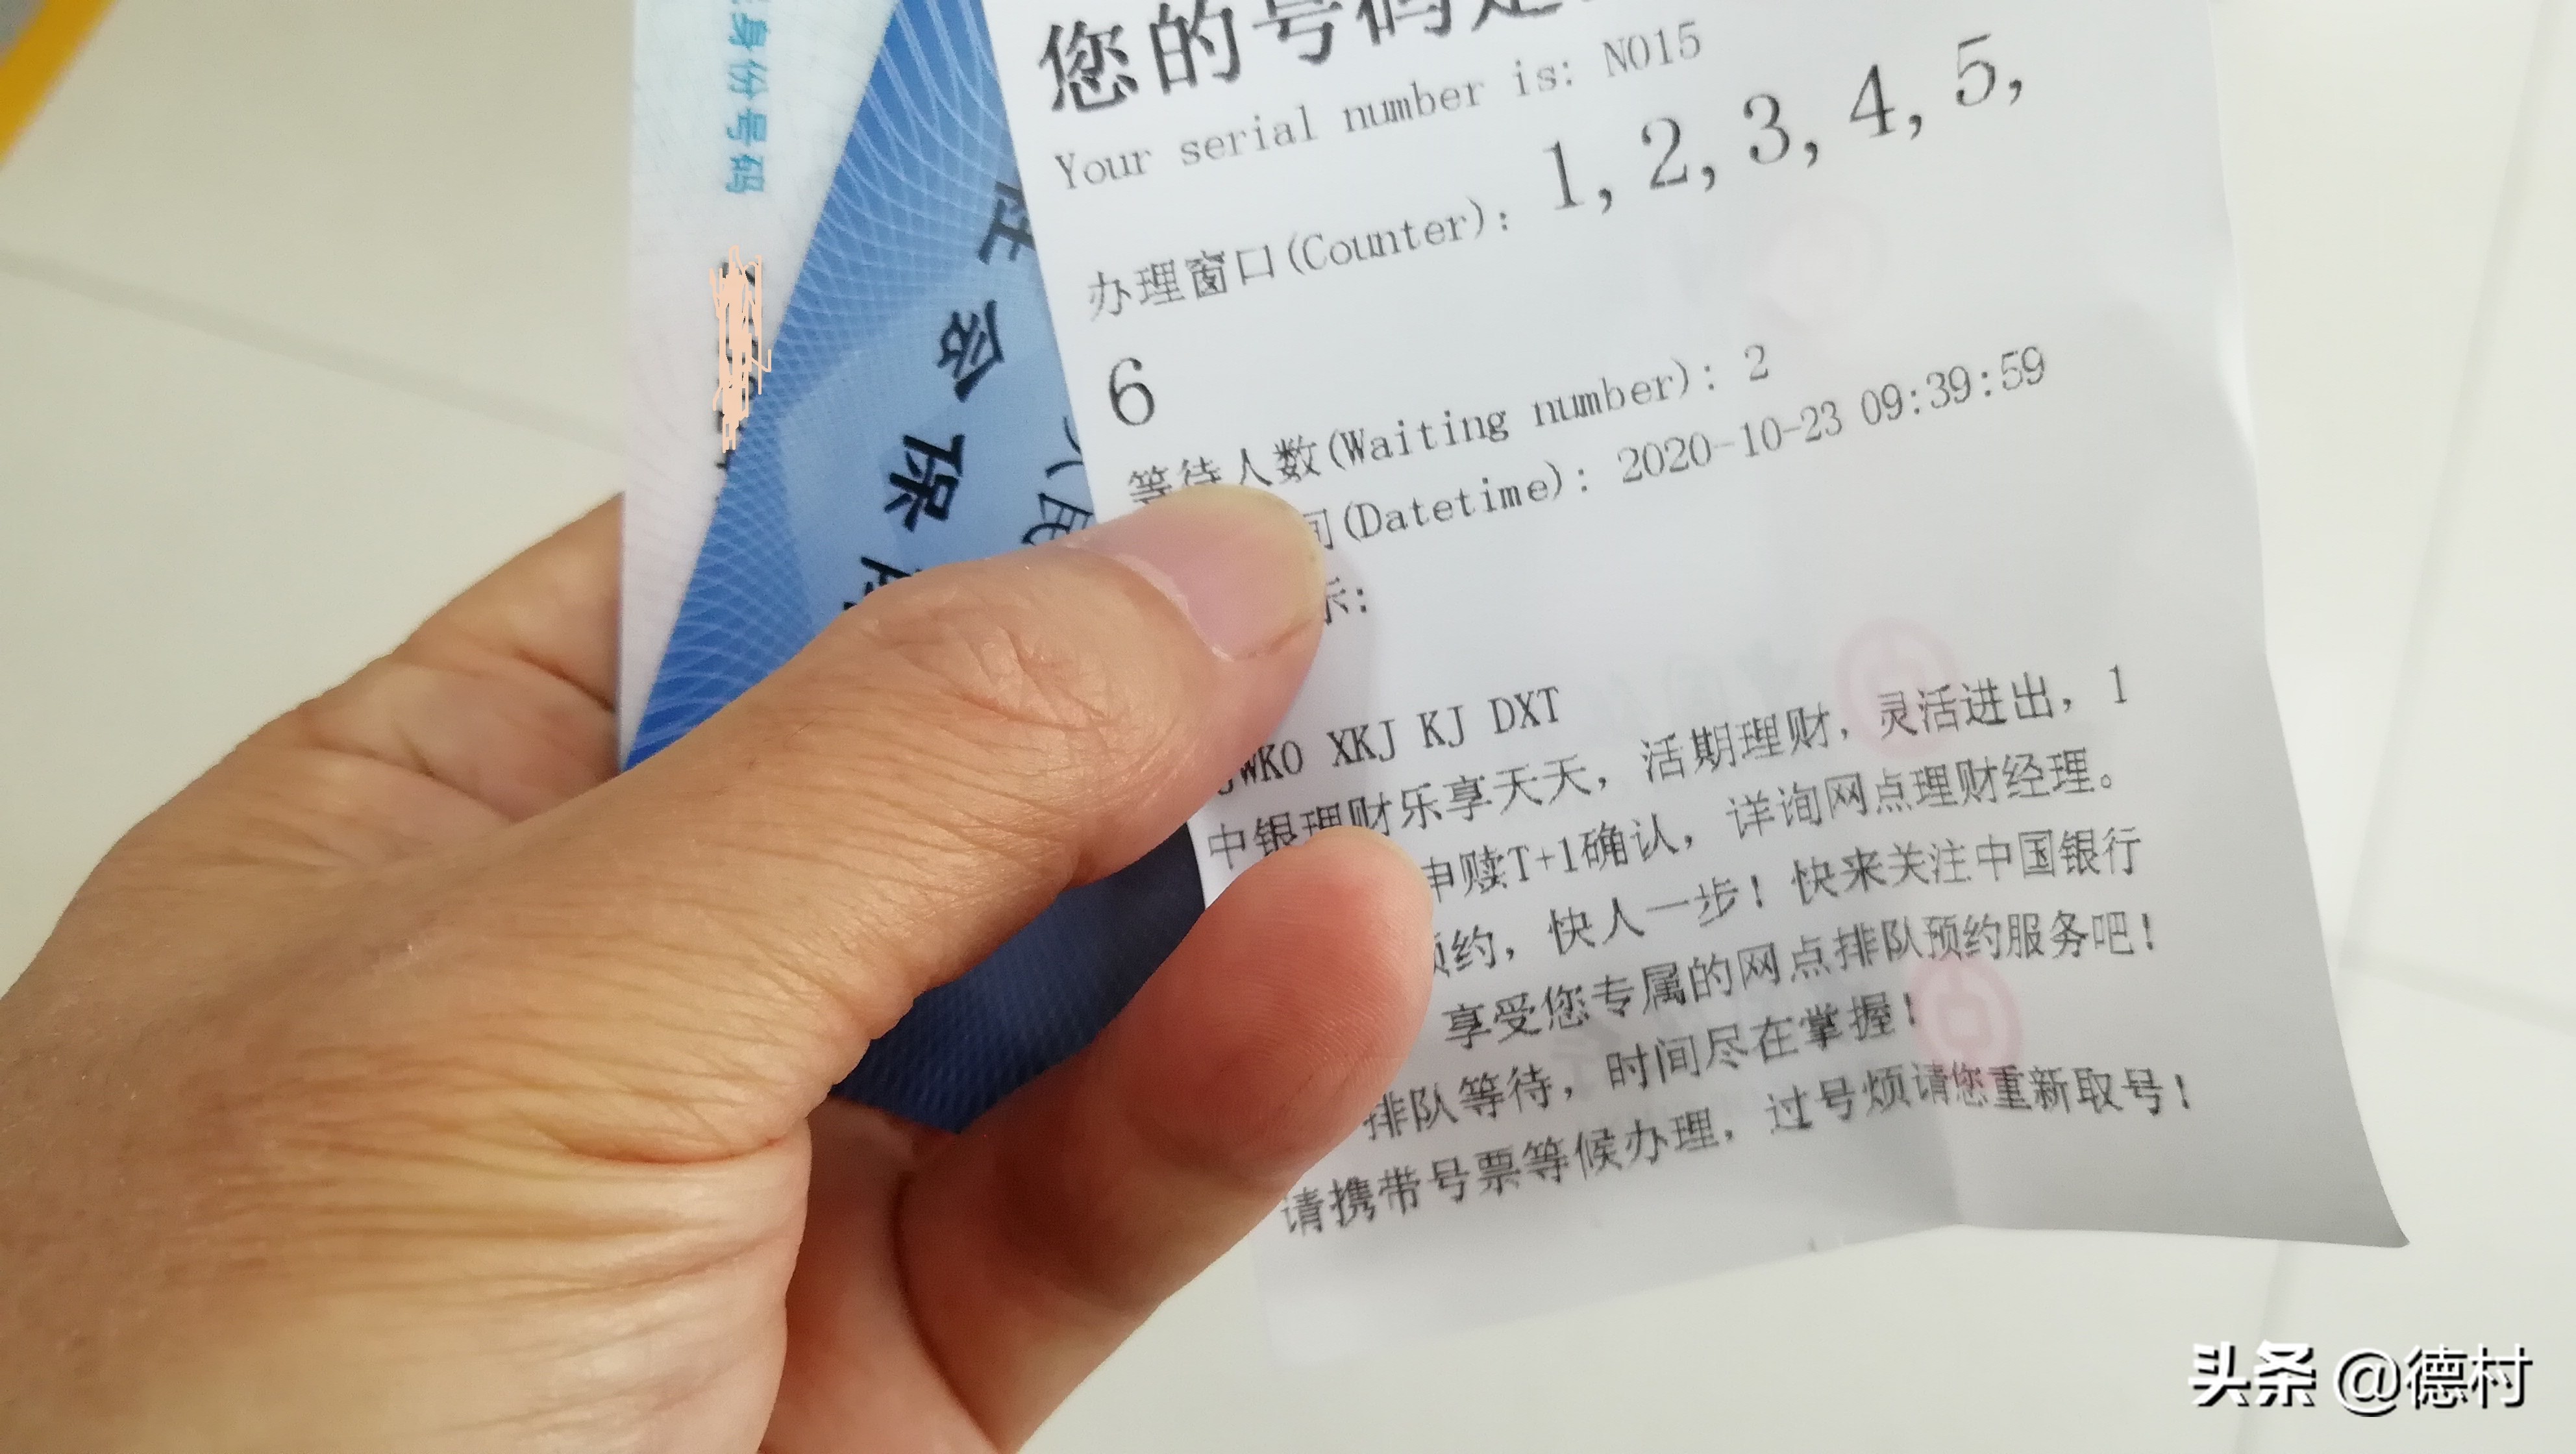 您的号码是
Your serial number is: N015
办理窗口(Counter): 1, 2, 3, 4, 5,
6
等待人数(Waiting number): 2
间(Datetime): 2020-10-23 09:39:59
示:
WKO XKJ KJ DXT
中银理财乐享天天，活期理财，灵活进出，1
申赎T+1确认，详询网点理财经理。
预约，快人一步！快来关注中国银行
享受您专属的网点排队预约服务吧！
排队等待，时间尽在掌握！
请携带号票等候办理，过号烦请您重新取号！
身份号码
社会保
人民
头条 @德村